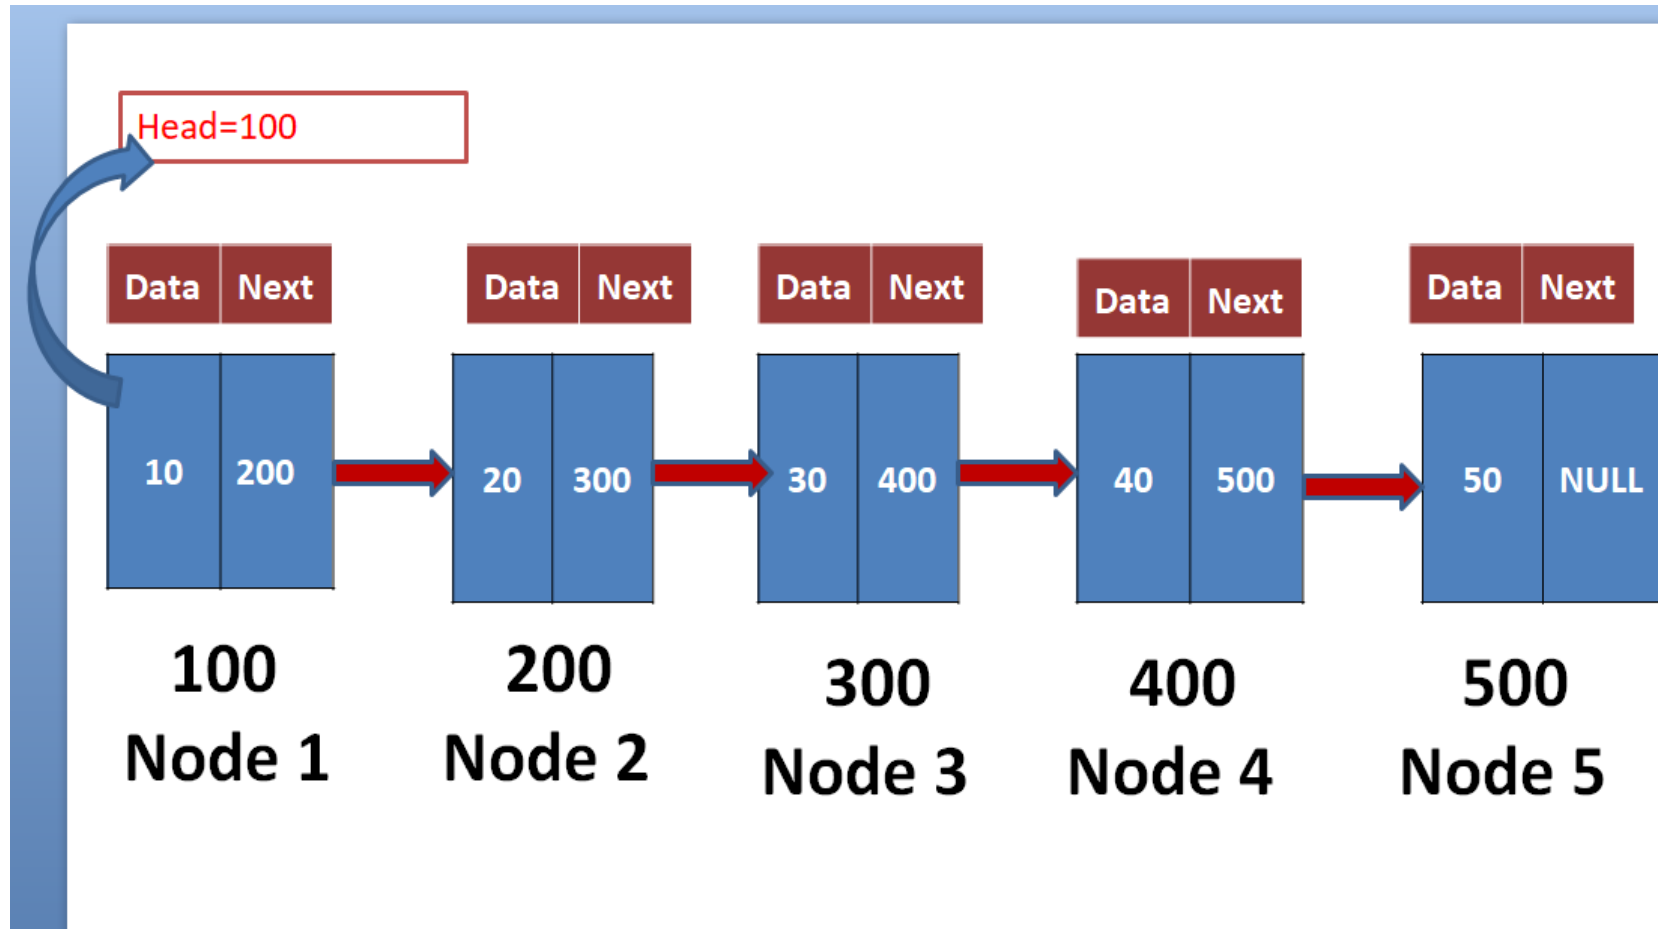 Head=100
Data Next
Data Next
Data Next
Data Next
Data Next
10 200
20 300
30 400
40 500
50 NULL
100
200
300
400
500
Node 1
Node 2
Node 3
Node 4
Node 5